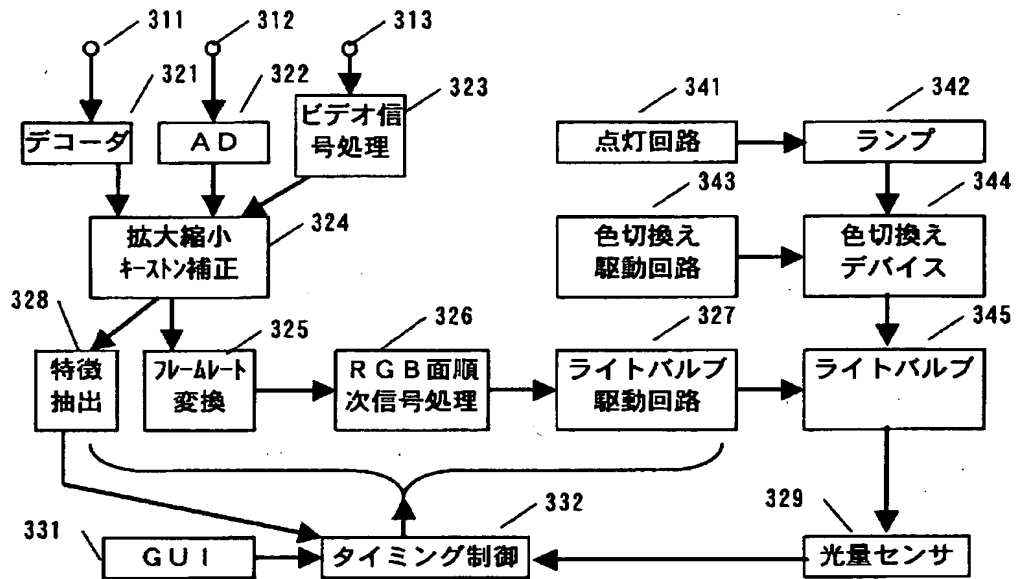 311
312
313
321
322
323
341
342
デコーダ
AD
ビデオ信
号処理
点灯回路
ランプ
343
344
324
拡大縮小
キーストン補正
色切換え
駆動回路
色切換え
デバイス
328
325
326
327
345
特徴
抽出
フレームレート
変換
RGB面順
次信号処理
ライトバルブ
駆動回路
ライトバルブ
332
329
331
GUI
タイミング制御
光量センサ